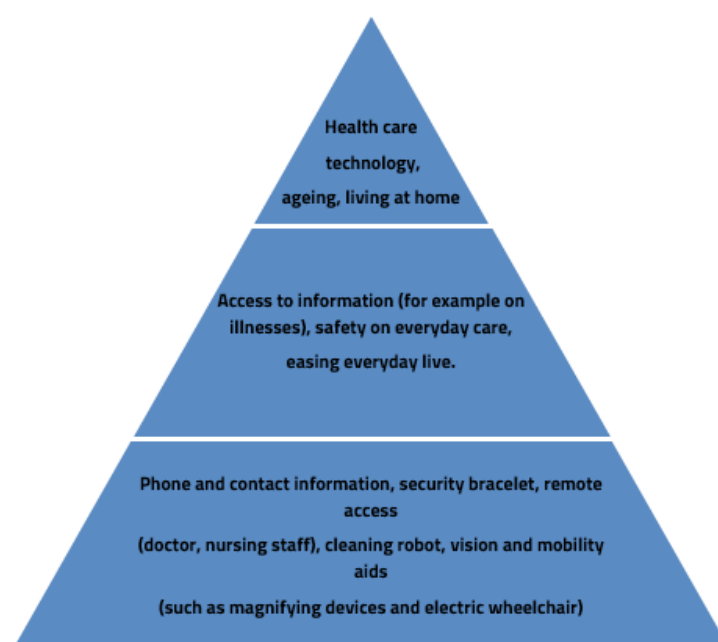 Health care
technology,
ageing, living at home
Access to information (for example on
illnesses), safety on everyday care,
easing everyday live.
Phone and contact information, security bracelet, remote
access
(doctor, nursing staff), cleaning robot, vision and mobility
aids
(such as magnifying devices and electric wheelchair)